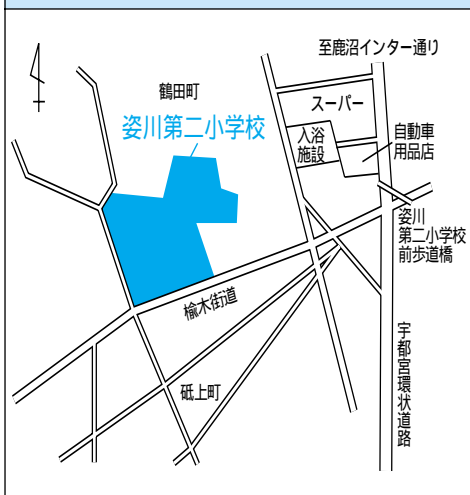 至鹿沼インター通り
鶴田町
スーパー
姿川第二小学校
入浴
施設
自動車
用品店
姿川
第二小学校
前歩道橋
楡木街道
宇都宮環状道路
砥上町